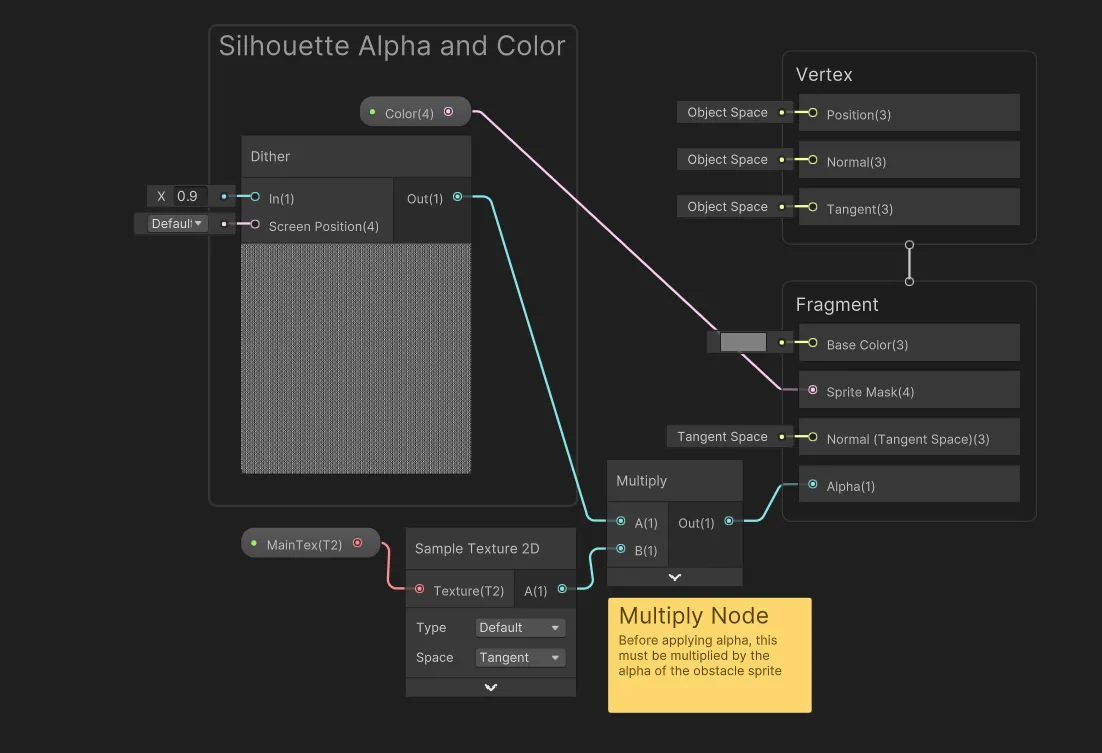 Silhouette Alpha and Color
Color(4)
Dither
X 0.9
In(1)
Out(1)
Default
Screen Position(4)
MainTex(T2)
Sample Texture 2D
Texture(T2)
A(1)
Type Default
Space Tangent
Multiply
A(1)
Out(1)
B(1)
Multiply Node
Before applying alpha, this
must be multiplied by the
alpha of the obstacle sprite
Vertex
Object Space
Position(3)
Object Space
Normal(3)
Object Space
Tangent(3)
Fragment
Base Color(3)
Sprite Mask(4)
Tangent Space
Normal (Tangent Space)(3)
Alpha(1)